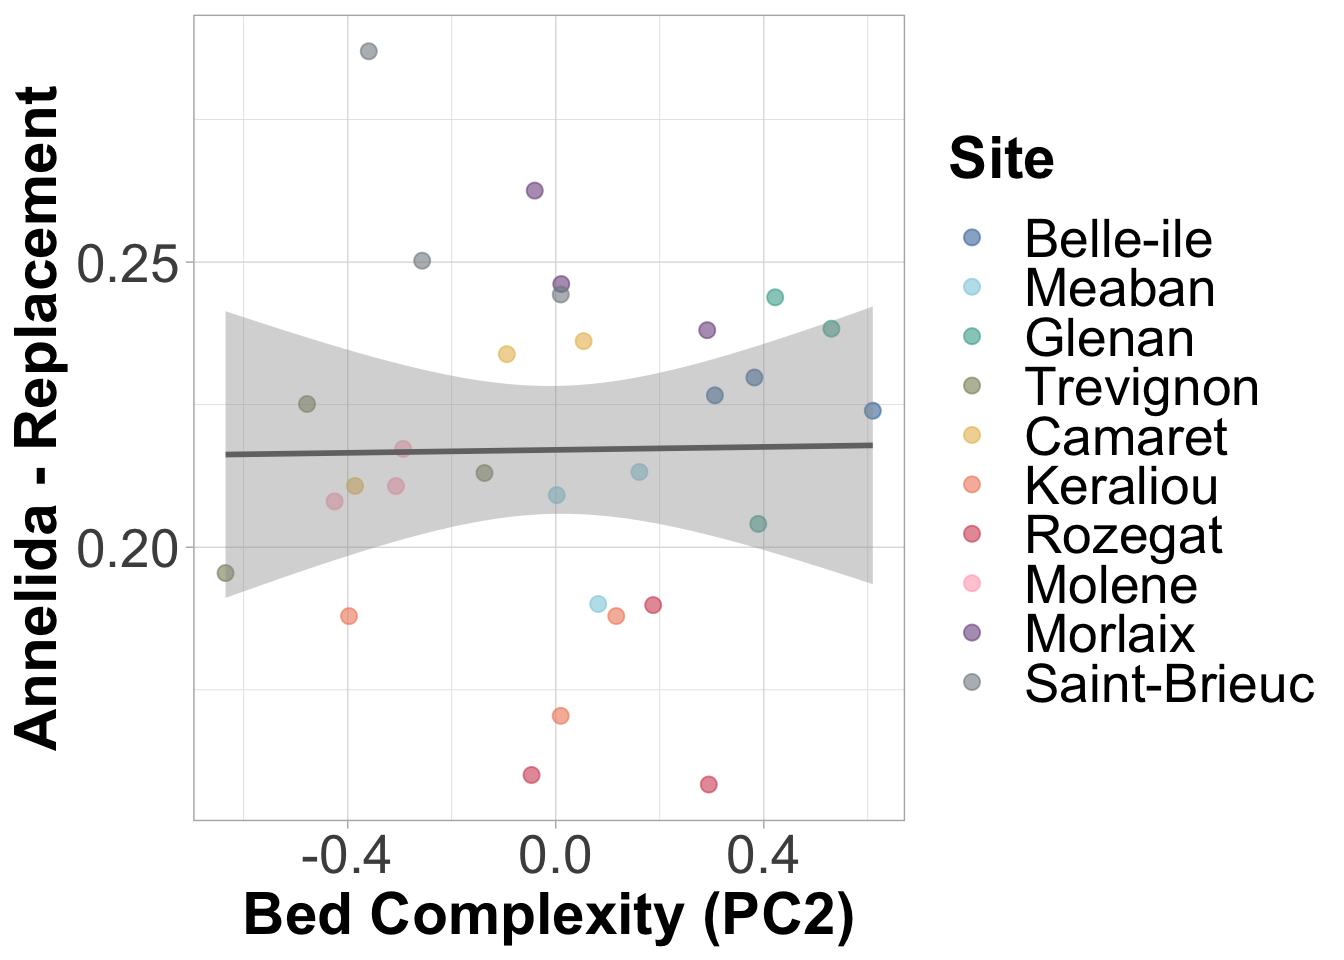 Annelida - Replacement
0.25
0.20
-0.4
0.0
0.4
Bed Complexity (PC2)
Site
Belle-ile
Meaban
Glenan
Trevignon
Camaret
Keraliou
Rozegat
Molene
Morlaix
Saint-Brieuc